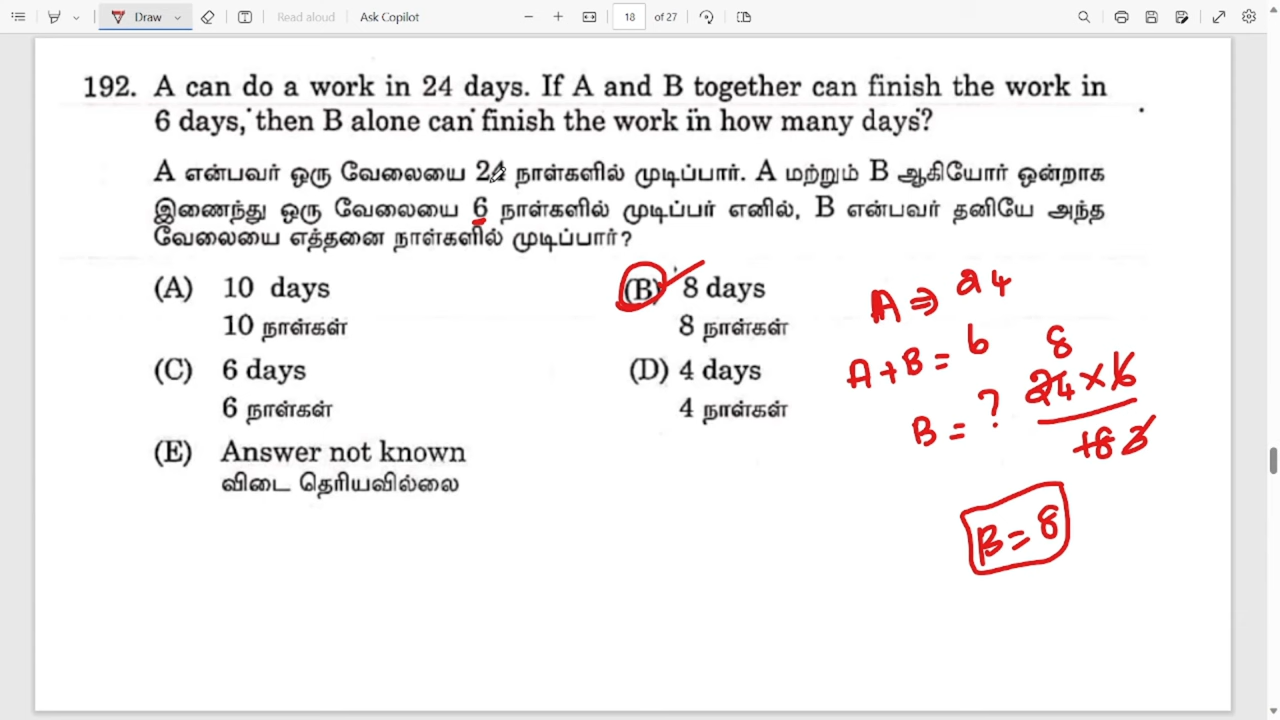 Draw
Read aloud
Ask Copilot
18 of 27
192. A can do a work in 24 days. If A and B together can finish the work in
6 days, then B alone can finish the work in how many days?
A என்பவர் ஒரு வேலையை 24 நாள்களில் முடிப்பார். A மற்றும் B ஆகியோர் ஒன்றாக
இணைந்து ஒரு வேலையை 6 நாள்களில் முடிப்பர் எனில், B என்பவர் தனியே அந்த
வேலையை எத்தனை நாள்களில் முடிப்பார்?
(A) 10 days
10 நாள்கள்
(B) 8 days
8 நாள்கள்
(C) 6 days
6 நாள்கள்
(D) 4 days
4 நாள்கள்
(E) Answer not known
விடை தெரியவில்லை
A ⇒ 24
A + B = 6
B = ?
8
24 × 6
18 3
B = 8